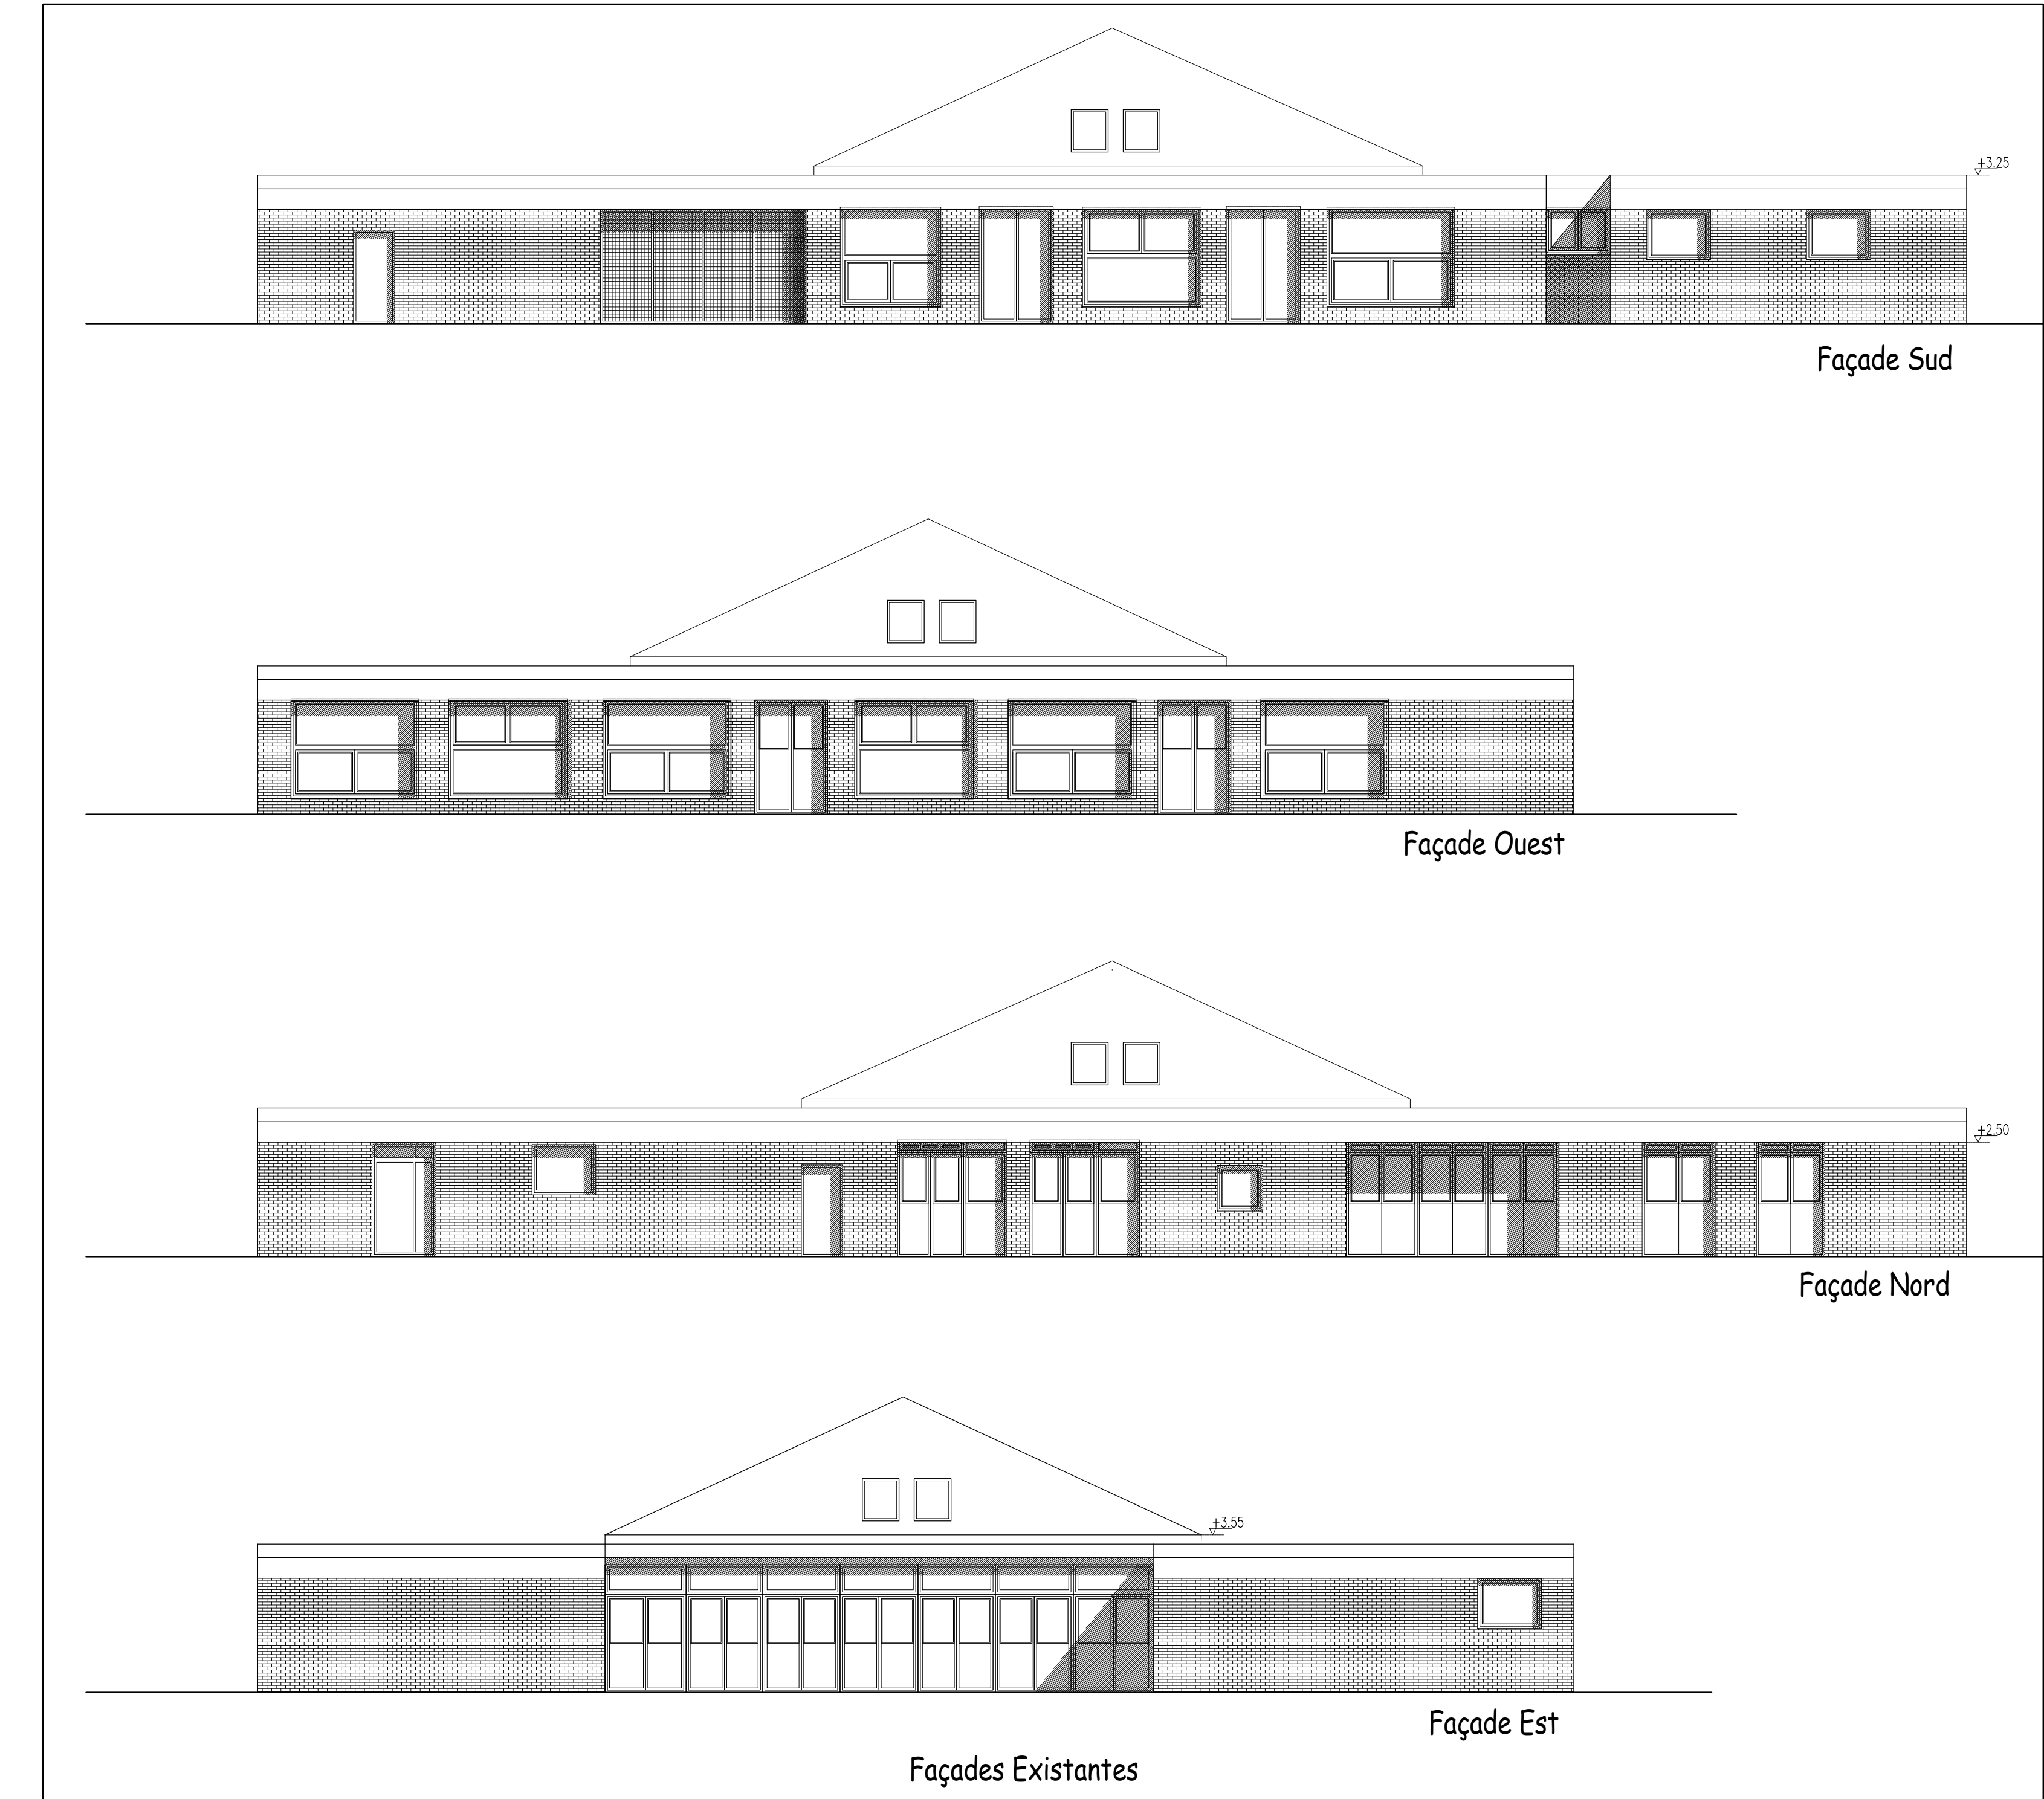 +3.25
Façade Sud
Façade Ouest
+2.50
Façade Nord
+3.55
Façade Est
Façades Existantes